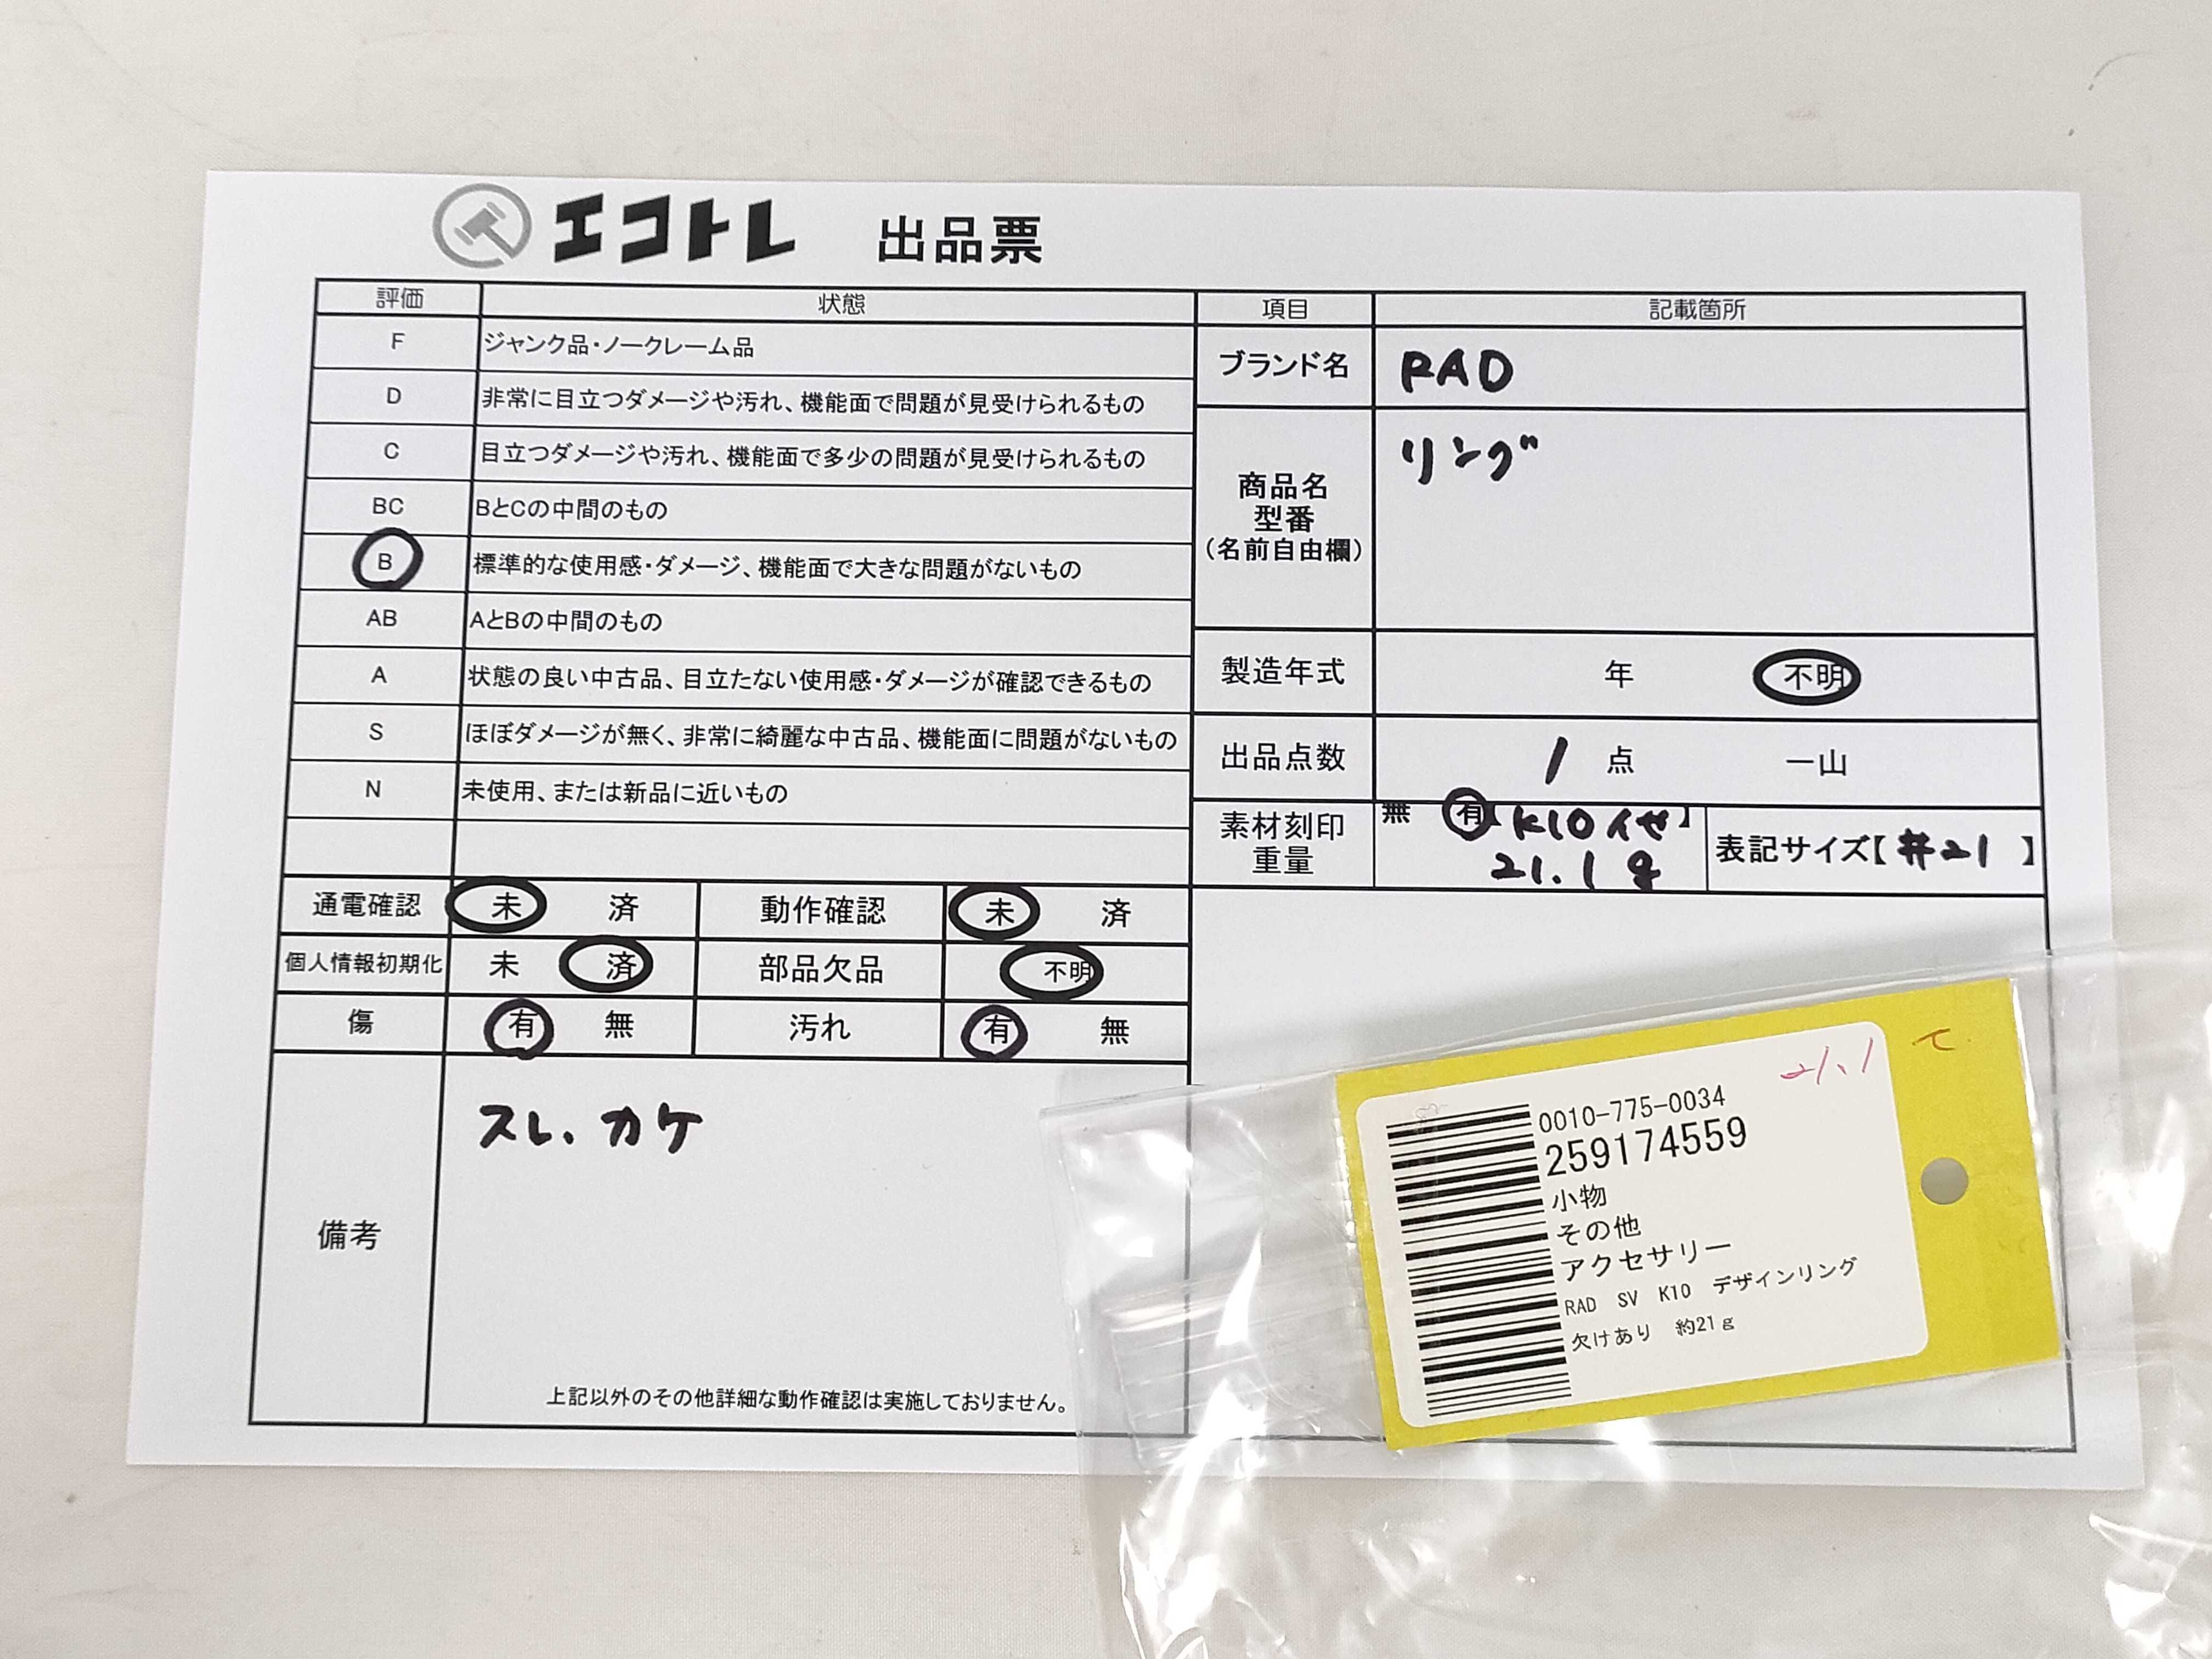 エコトレ 出品票
評価 状態
F ジャンク品・ノークレーム品
D 非常に目立つダメージや汚れ、機能面で問題が見受けられるもの
C 目立つダメージや汚れ、機能面で多少の問題が見受けられるもの
BC BとCの中間のもの
B 標準的な使用感・ダメージ、機能面で大きな問題がないもの
AB AとBの中間のもの
A 状態の良い中古品、目立たない使用感・ダメージが確認できるもの
S ほぼダメージが無く、非常に綺麗な中古品、機能面に問題がないもの
N 未使用、または新品に近いもの
通電確認 未 済 動作確認 未 済
個人情報初期化 未 済 部品欠品 不明
傷 有 無 汚れ 有 無
備考
スレ、カケ
上記以外のその他詳細な動作確認は実施しておりません。
項目 記載箇所
ブランド名 RAD
商品名
型番
(名前自由欄)
リング
製造年式 年 不明
出品点数 1 点 一山
素材刻印
重量
無 有【K10 イセ】
21.1g
表記サイズ【#21】
21.1
0010-775-0034
259174559
小物
その他
アクセサリー
RAD SV K10 デザインリング
欠けあり 約21g